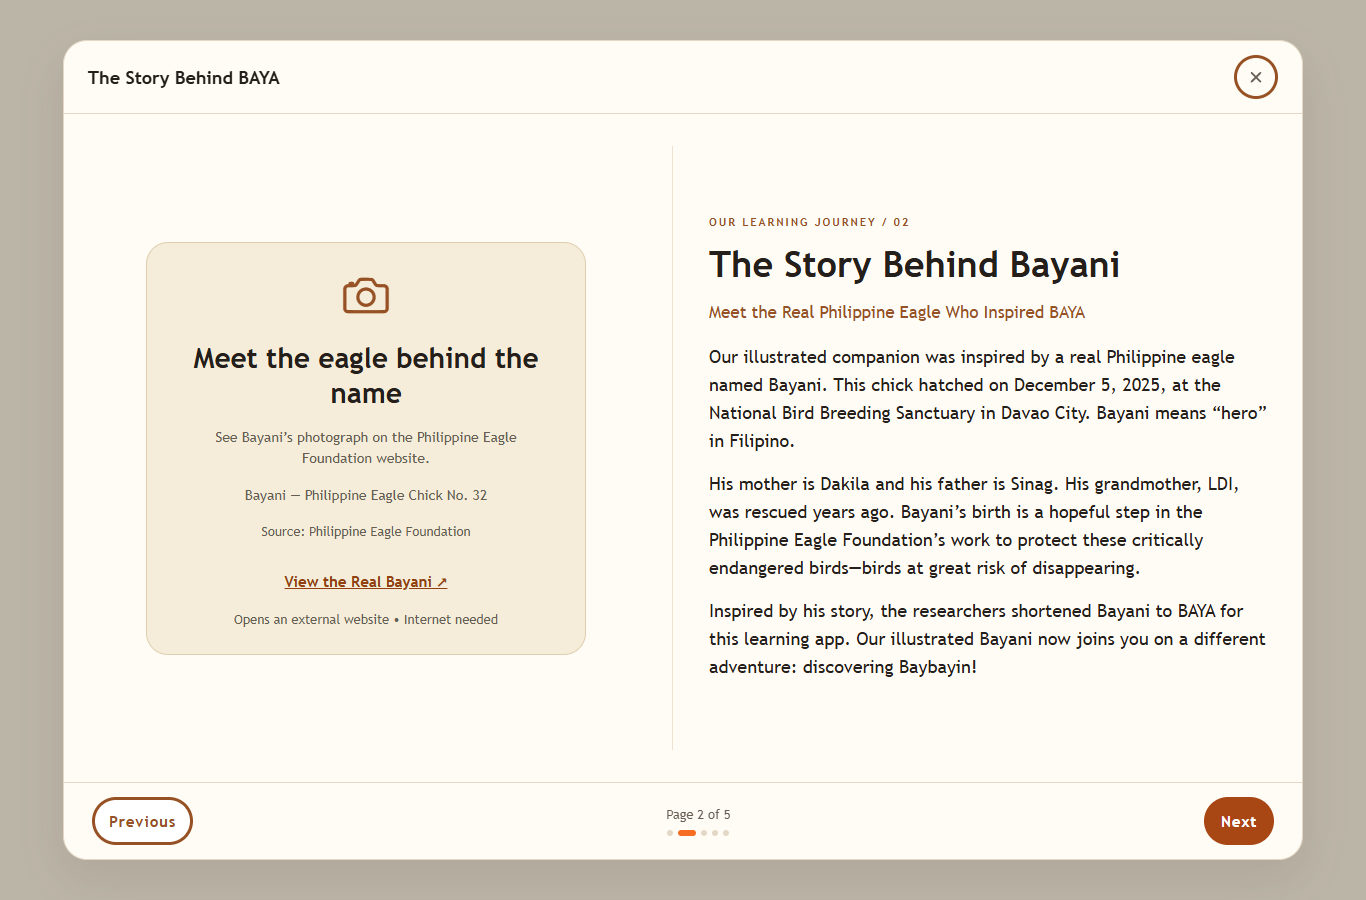 The Story Behind BAYA
Meet the eagle behind the
name
See Bayani’s photograph on the Philippine Eagle
Foundation website.
Bayani — Philippine Eagle Chick No. 32
Source: Philippine Eagle Foundation
View the Real Bayani ↗
Opens an external website • Internet needed
OUR LEARNING JOURNEY / 02
The Story Behind Bayani
Meet the Real Philippine Eagle Who Inspired BAYA
Our illustrated companion was inspired by a real Philippine eagle
named Bayani. This chick hatched on December 5, 2025, at the
National Bird Breeding Sanctuary in Davao City. Bayani means “hero”
in Filipino.
His mother is Dakila and his father is Sinag. His grandmother, LDI,
was rescued years ago. Bayani’s birth is a hopeful step in the
Philippine Eagle Foundation’s work to protect these critically
endangered birds—birds at great risk of disappearing.
Inspired by his story, the researchers shortened Bayani to BAYA for
this learning app. Our illustrated Bayani now joins you on a different
adventure: discovering Baybayin!
Previous
Page 2 of 5
Next